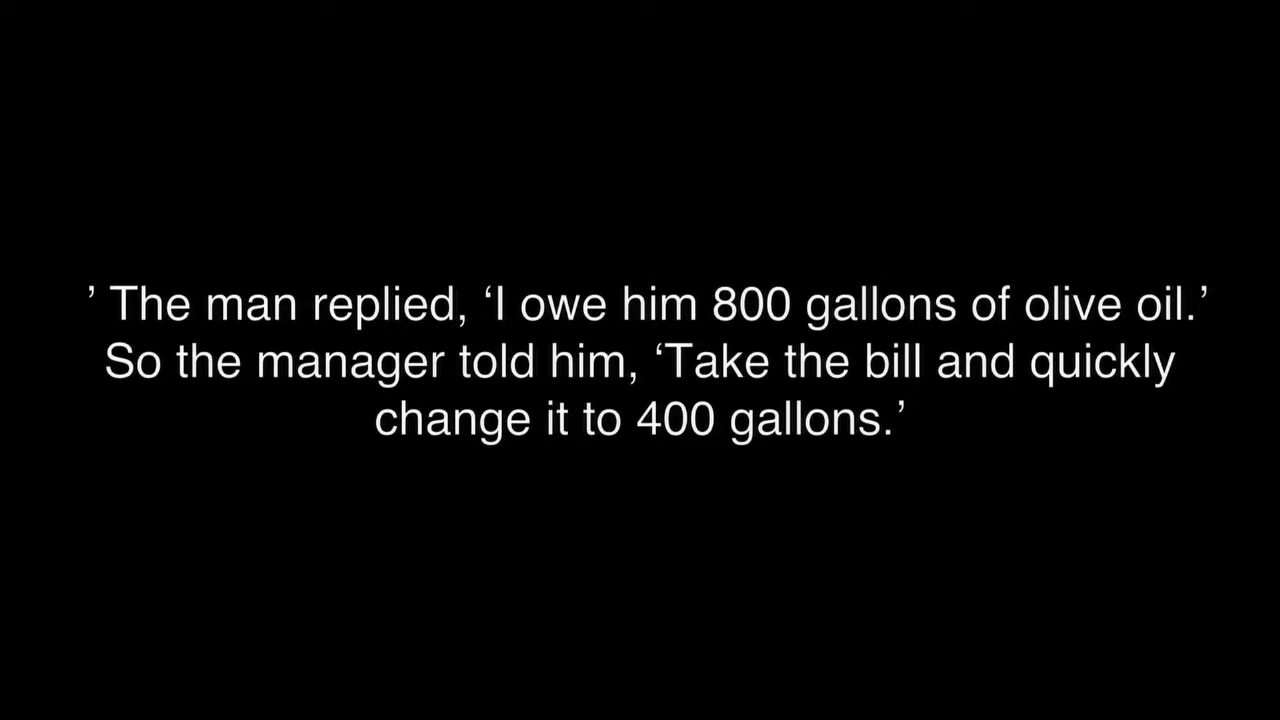 ’ The man replied, ‘I owe him 800 gallons of olive oil.’
So the manager told him, ‘Take the bill and quickly
change it to 400 gallons.’